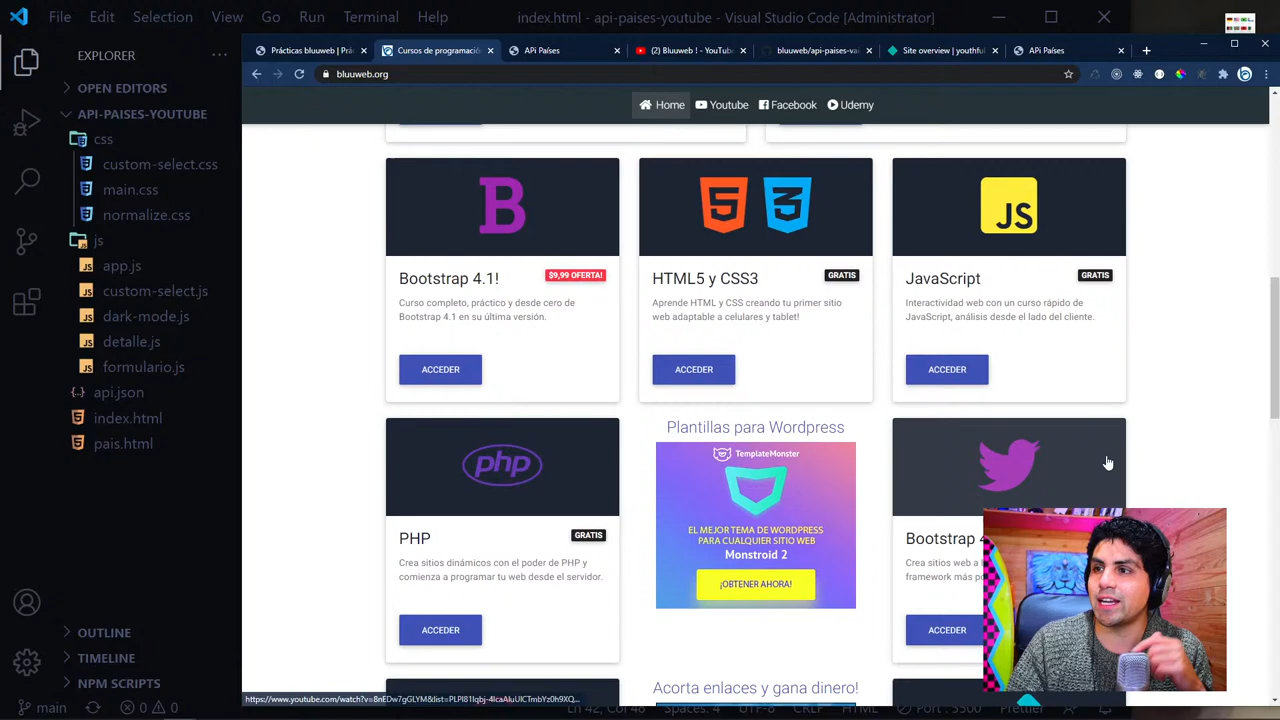 File Edit Selection View Go Run Terminal Help index.html - api-paises-youtube - Visual Studio Code [Administrator]
EXPLORER
OPEN EDITORS
API-PAISES-YOUTUBE
css
custom-select.css
main.css
normalize.css
js
app.js
custom-select.js
dark-mode.js
detalle.js
formulario.js
api.json
index.html
pais.html
OUTLINE
TIMELINE
NPM SCRIPTS
main 0 0
Prácticas bluuweb | Prá
Cursos de programació
API Países
(2) Bluuweb ! - YouTube
bluuweb/api-paises-va
Site overview | youthful
API Países
bluuweb.org
Home Youtube Facebook Udemy
Bootstrap 4.1! $9,99 OFERTA!
Curso completo, práctico y desde cero de
Bootstrap 4.1 en su última versión.
ACCEDER
5 3
HTML5 y CSS3 GRATIS
Aprende HTML y CSS creando tu primer sitio
web adaptable a celulares y tablet!
ACCEDER
JS
JavaScript GRATIS
Interactividad web con un curso rápido de
JavaScript, análisis desde el lado del cliente.
ACCEDER
php
PHP GRATIS
Crea sitios dinámicos con el poder de PHP y
comienza a programar tu web desde el servidor.
ACCEDER
Plantillas para Wordpress
TemplateMonster
EL MEJOR TEMA DE WORDPRESS
PARA CUALQUIER SITIO WEB
Monstroid 2
¡OBTENER AHORA!
Bootstrap
Crea sitios web
framework más
ACCEDER
Acorta enlaces y gana dinero!